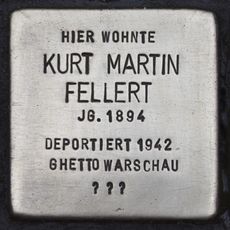 HIER WOHNTE
KURT MARTIN
FELLERT
JG. 1894
DEPORTIERT 1942
GHETTO WARSCHAU
? ? ?